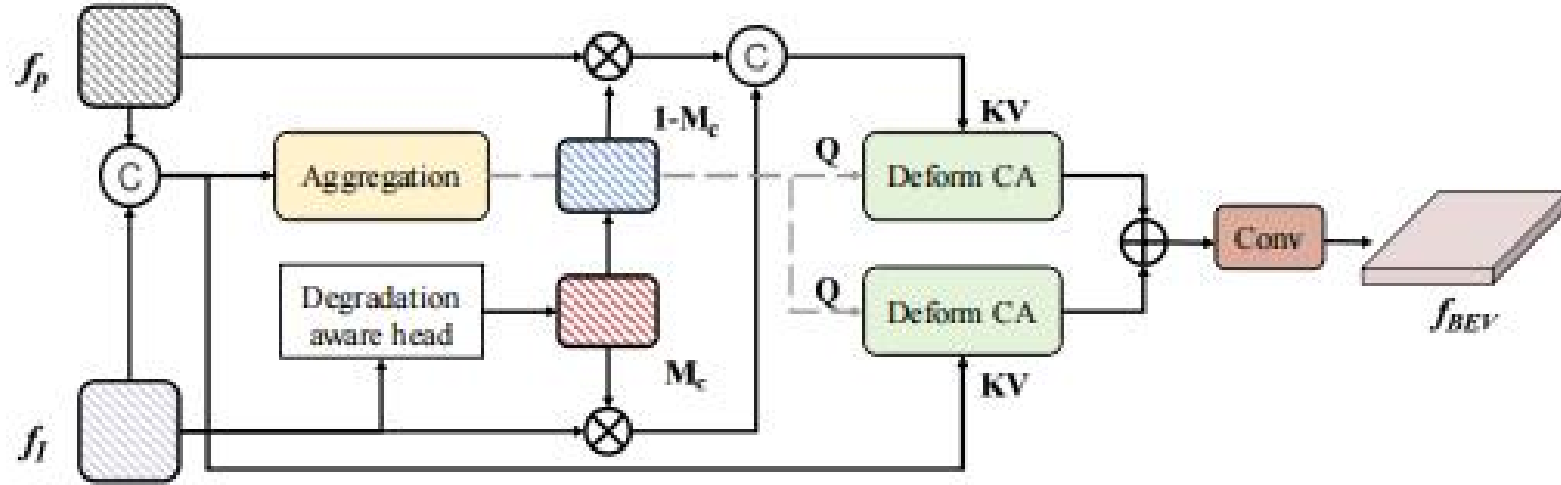 f_p
C
1-M_c
KV
C
Aggregation
Q
Deform CA
Conv
Degradation
aware head
Q
Deform CA
f_BEV
M_c
KV
f_I